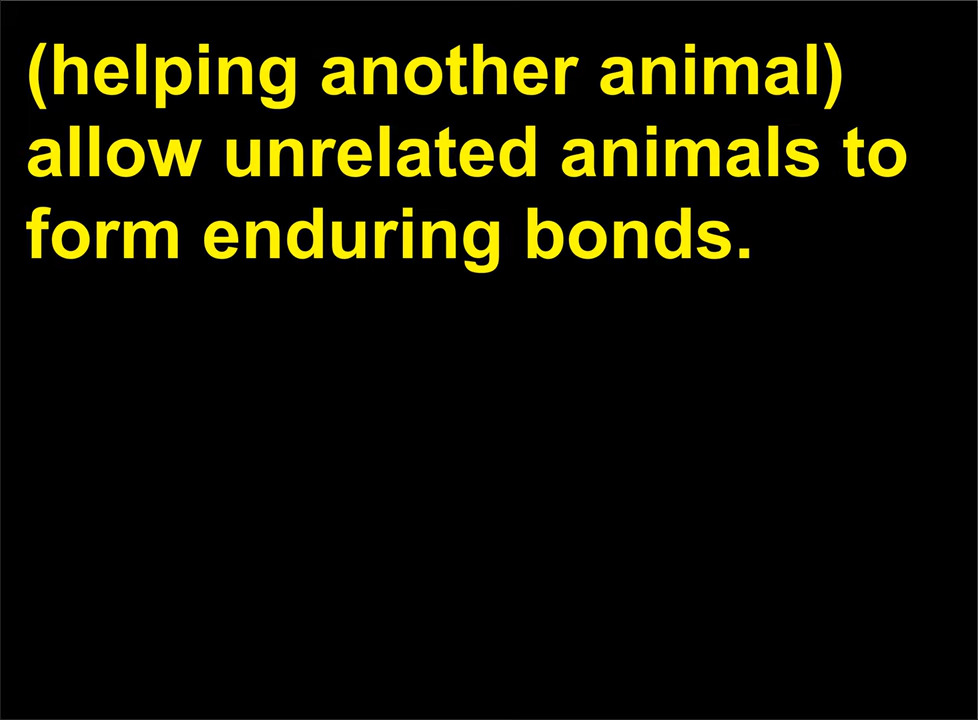 (helping another animal)
allow unrelated animals to
form enduring bonds.